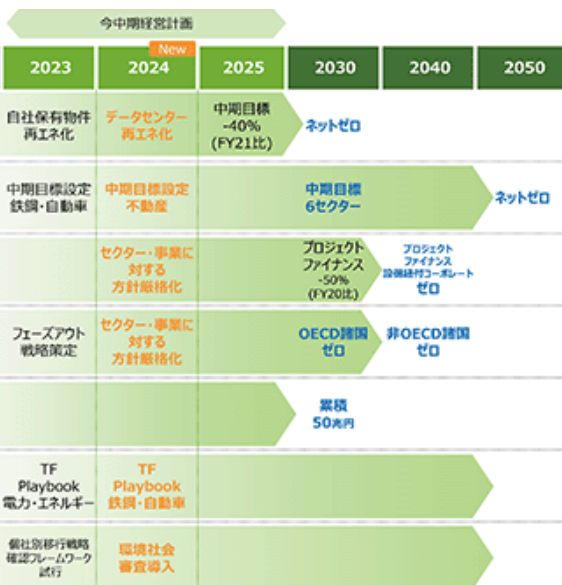 今中期経営計画
New
2023 2024 2025 2030 2040 2050
自社保有物件
再エネ化
データセンター
再エネ化
中期目標
-40%
(FY21比)
ネットゼロ
中期目標設定
鉄鋼・自動車
中期目標設定
不動産
中期目標
6セクター
ネットゼロ
セクター・事業に
対する
方針厳格化
プロジェクト
ファイナンス
-50%
(FY20比)
プロジェクト
ファイナンス
設備紐付コーポレート
ゼロ
フェーズアウト
戦略策定
セクター・事業に
対する
方針厳格化
OECD諸国
ゼロ
非OECD諸国
ゼロ
累積
50兆円
TF
Playbook
電力・エネルギー
TF
Playbook
鉄鋼・自動車
個社別移行戦略
確認フレームワーク
試行
環境社会
審査導入